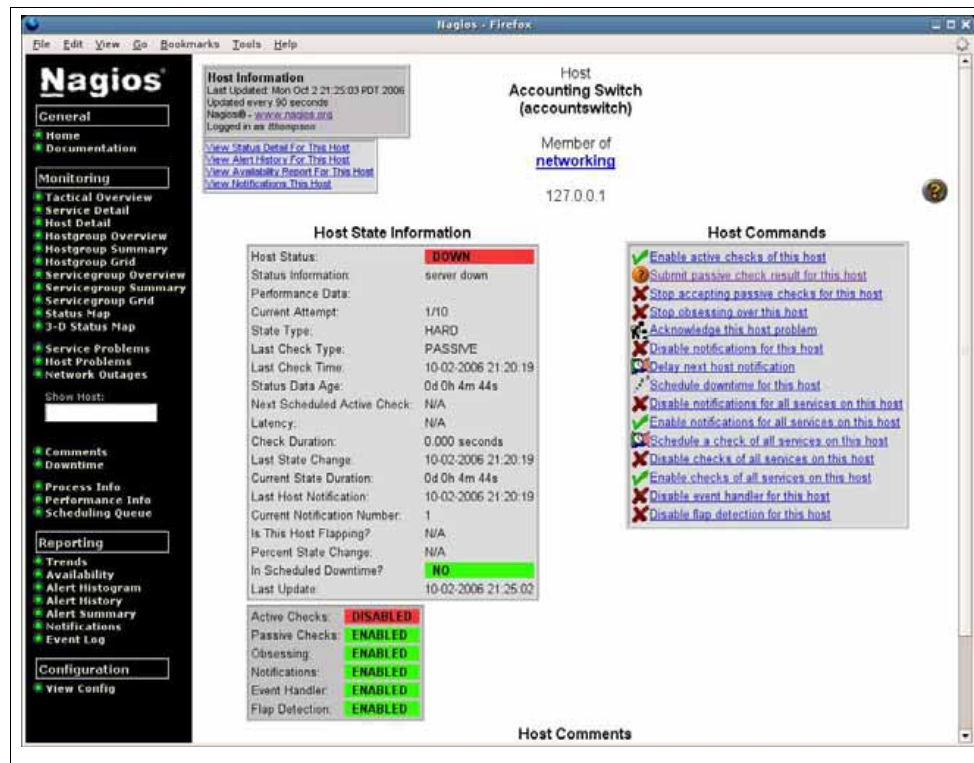 Nagios - Firefox
File Edit View Go Bookmarks Tools Help
Nagios®
General
Home
Documentation
Monitoring
Tactical Overview
Service Detail
Host Detail
Hostgroup Overview
Hostgroup Summary
Hostgroup Grid
Servicegroup Overview
Servicegroup Summary
Servicegroup Grid
Status Map
3-D Status Map
Service Problems
Host Problems
Network Outages
Show Host:
Comments
Downtime
Process Info
Performance Info
Scheduling Queue
Reporting
Trends
Availability
Alert Histogram
Alert History
Alert Summary
Notifications
Event Log
Configuration
View Config
Host Information
Last Updated: Mon Oct 2 21:25:03 PDT 2006
Updated every 90 seconds
Nagios® - www.nagios.org
Logged in as tthompson
View Status Detail For This Host
View Alert History For This Host
View Availability Report For This Host
View Notifications This Host
Host
Accounting Switch
(accountswitch)
Member of
networking
127.0.0.1
?
Host State Information
Host Status: DOWN
Status Information: server down
Performance Data:
Current Attempt: 1/10
State Type: HARD
Last Check Type: PASSIVE
Last Check Time: 10-02-2006 21:20:19
Status Data Age: 0d 0h 4m 44s
Next Scheduled Active Check: N/A
Latency: N/A
Check Duration: 0.000 seconds
Last State Change: 10-02-2006 21:20:19
Current State Duration: 0d 0h 4m 44s
Last Host Notification: 10-02-2006 21:20:19
Current Notification Number: 1
Is This Host Flapping? N/A
Percent State Change: N/A
In Scheduled Downtime? NO
Last Update: 10-02-2006 21:25:02
Active Checks: DISABLED
Passive Checks: ENABLED
Obsessing: ENABLED
Notifications: ENABLED
Event Handler: ENABLED
Flap Detection: ENABLED
Host Commands
Enable active checks of this host
Submit passive check result for this host
Stop accepting passive checks for this host
Stop obsessing over this host
Acknowledge this host problem
Disable notifications for this host
Delay next host notification
Schedule downtime for this host
Disable notifications for all services on this host
Enable notifications for all services on this host
Schedule a check of all services on this host
Disable checks of all services on this host
Enable checks of all services on this host
Disable event handler for this host
Disable flap detection for this host
Host Comments